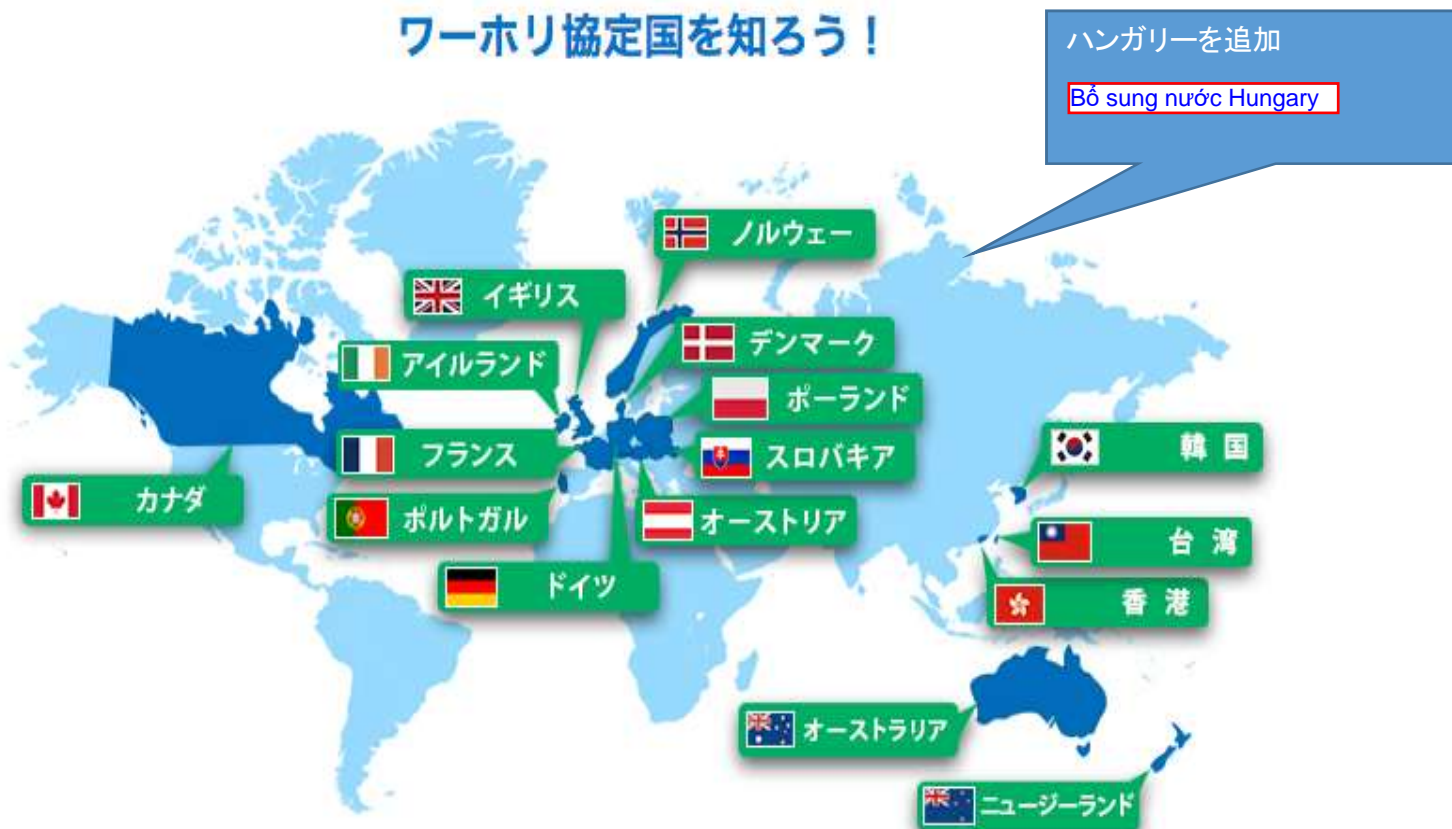 ワーホリ協定国を知ろう！
ハンガリーを追加
Bổ sung nước Hungary
ノルウェー
イギリス
デンマーク
アイルランド
ポーランド
フランス
スロバキア
韓国
カナダ
ポルトガル
オーストリア
台湾
ドイツ
香港
オーストラリア
ニュージーランド